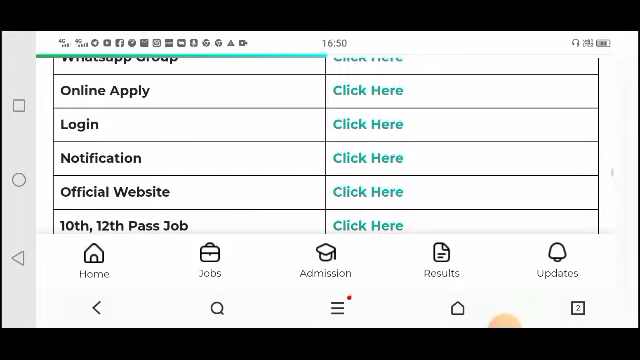 16:50
Whatsapp Group Click Here
Online Apply Click Here
Login Click Here
Notification Click Here
Official Website Click Here
10th, 12th Pass Job Click Here
Home Jobs Admission Results Updates
2